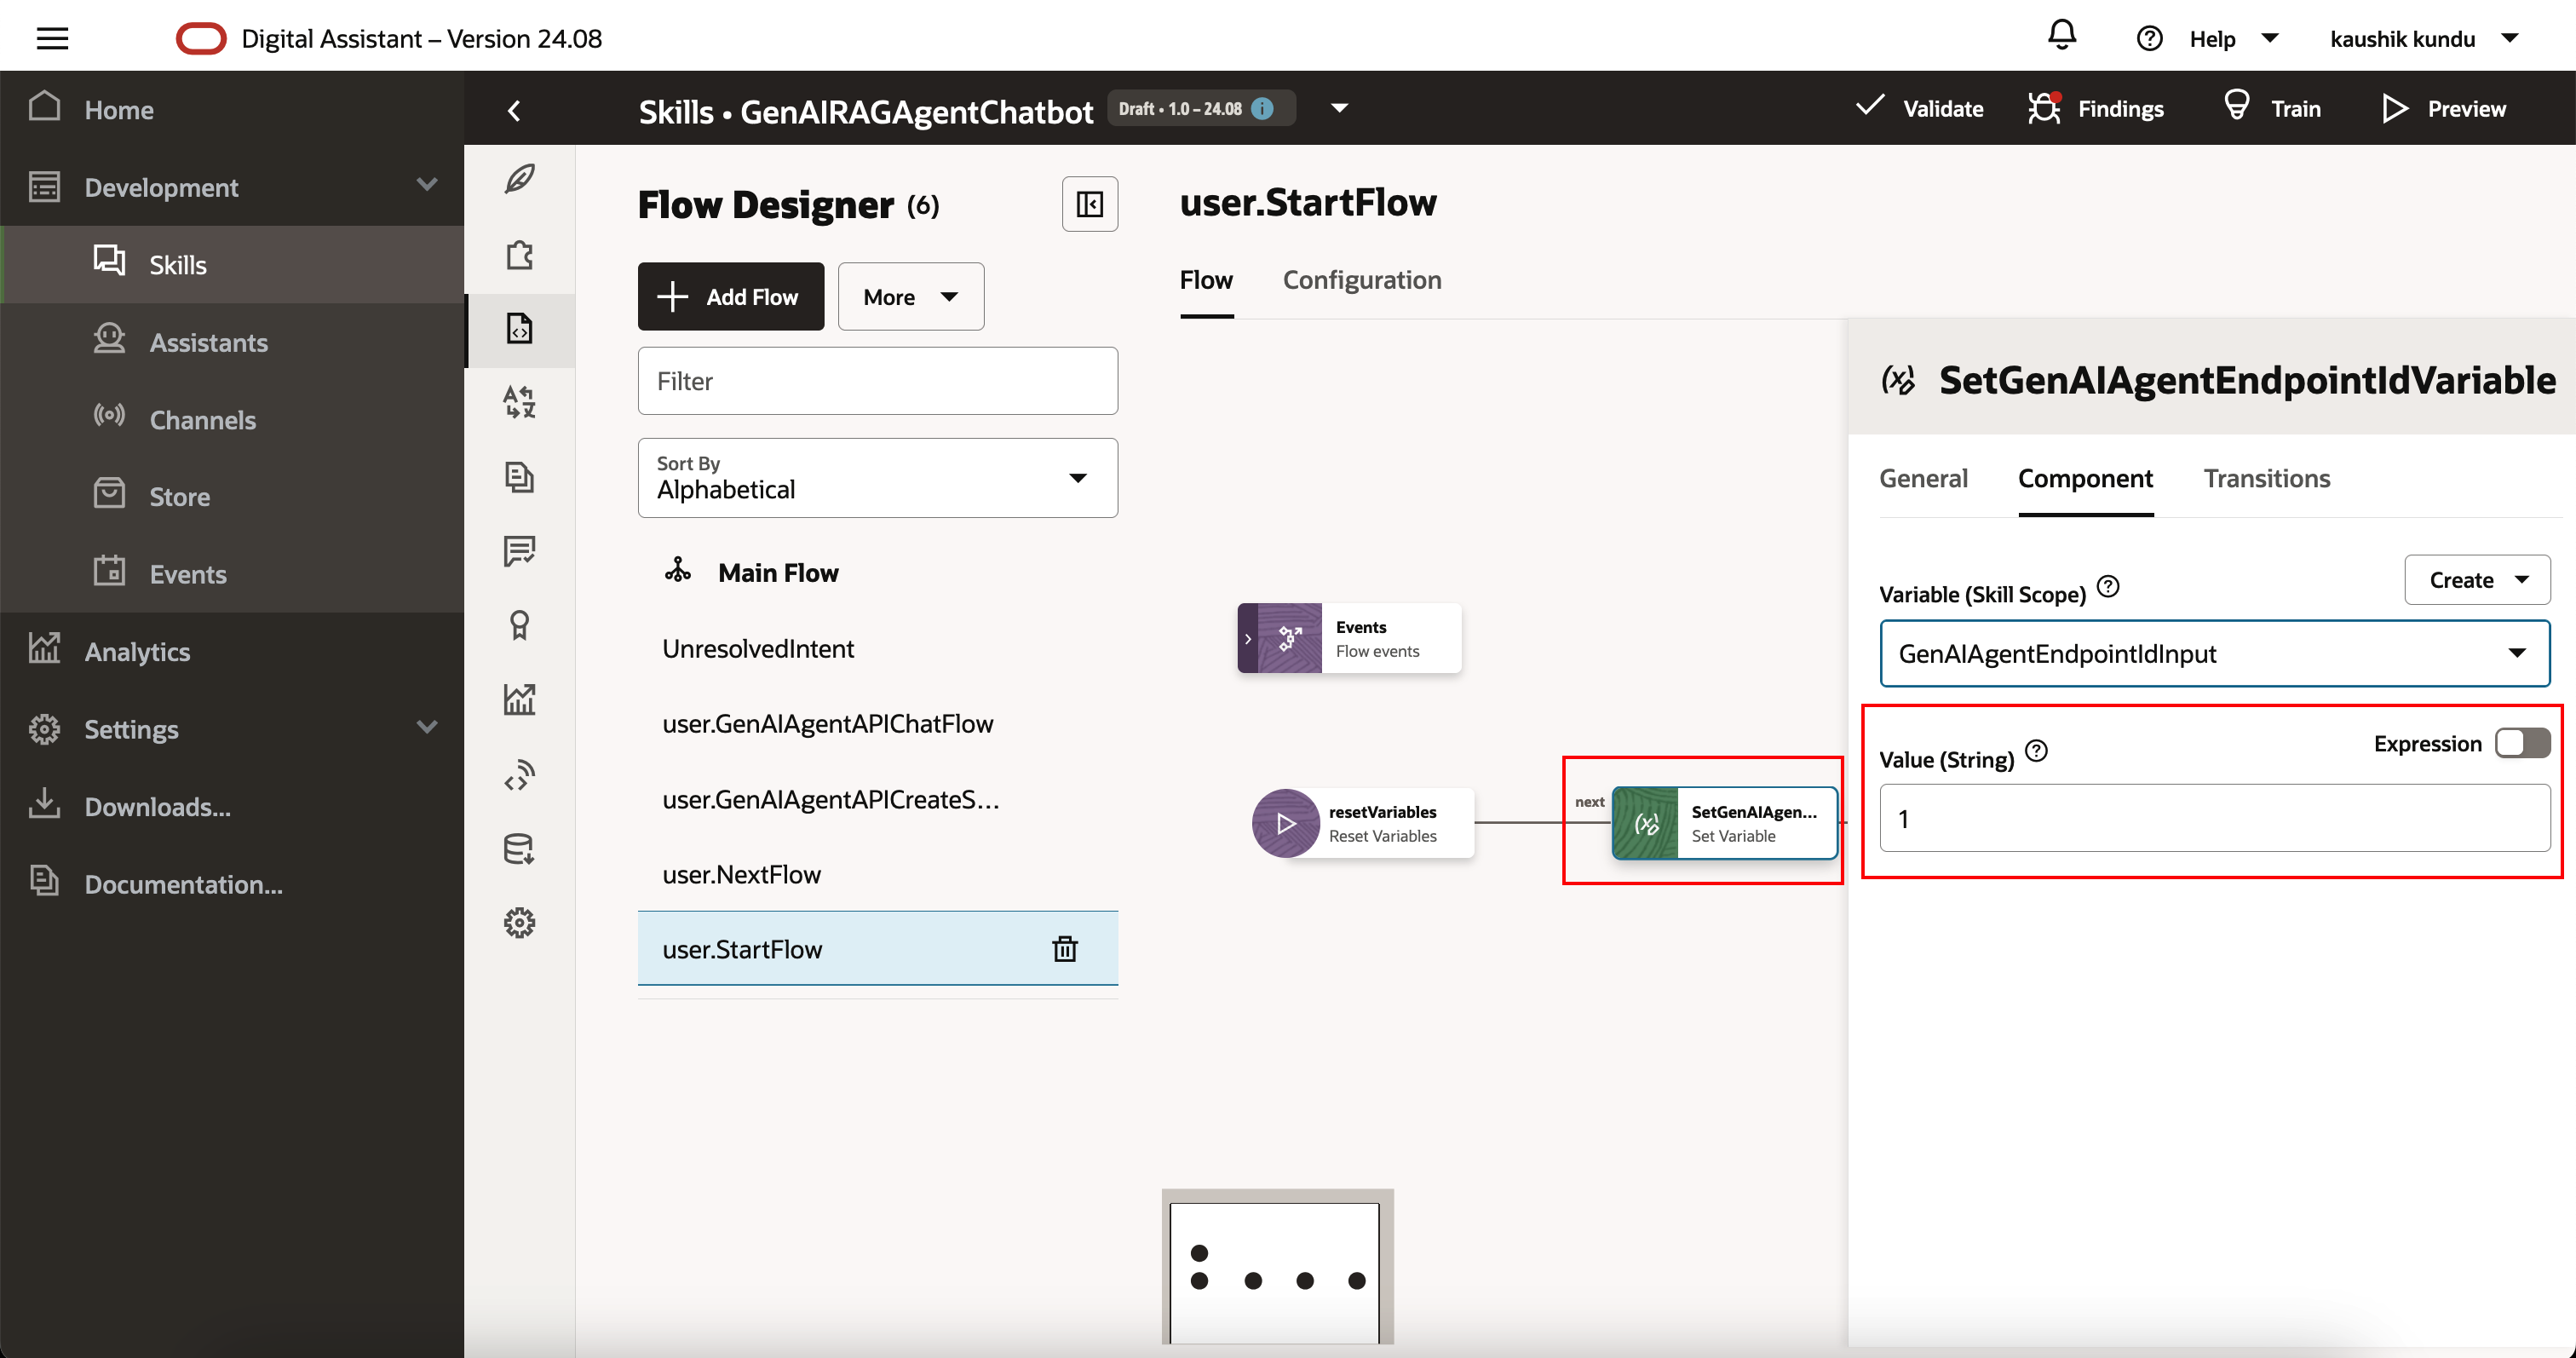 Digital Assistant – Version 24.08
Help
kaushik kundu
Home
Development
Skills
Assistants
Channels
Store
Events
Analytics
Settings
Downloads...
Documentation...
Skills • GenAIRAGAgentChatbot
Draft • 1.0 – 24.08
Validate
Findings
Train
Preview
Flow Designer (6)
Add Flow
More
Filter
Sort By
Alphabetical
Main Flow
UnresolvedIntent
user.GenAIAgentAPIChatFlow
user.GenAIAgentAPICreateS...
user.NextFlow
user.StartFlow
user.StartFlow
Flow
Configuration
Events
Flow events
resetVariables
Reset Variables
next
SetGenAIAgen...
Set Variable
SetGenAIAgentEndpointIdVariable
General
Component
Transitions
Variable (Skill Scope)
Create
GenAIAgentEndpointIdInput
Value (String)
Expression
1